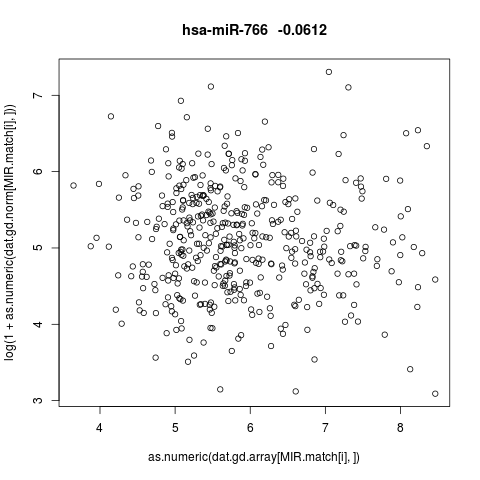 hsa-miR-766 -0.0612
log(1 + as.numeric(dat.gd.norm[MIR.match[i], ]))
7
6
5
4
3
4 5 6 7 8
as.numeric(dat.gd.array[MIR.match[i], ])